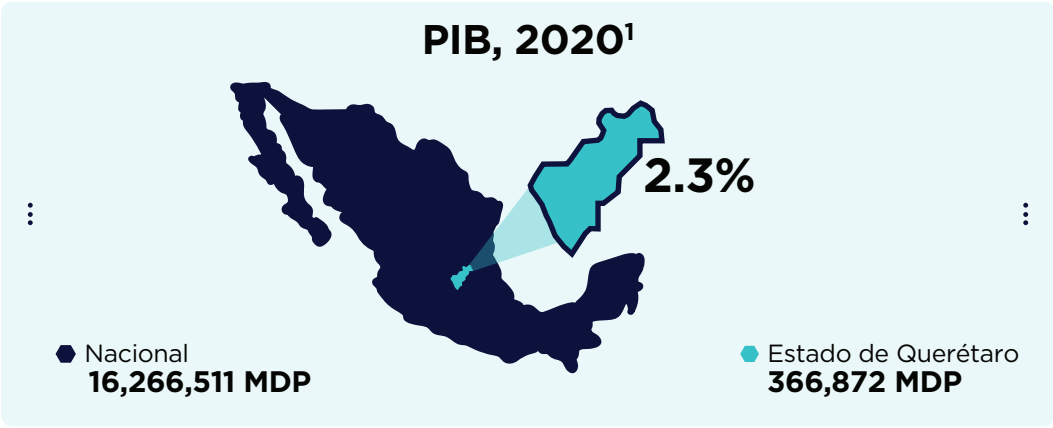 PIB, 2020¹
2.3%
Nacional
16,266,511 MDP
Estado de Querétaro
366,872 MDP